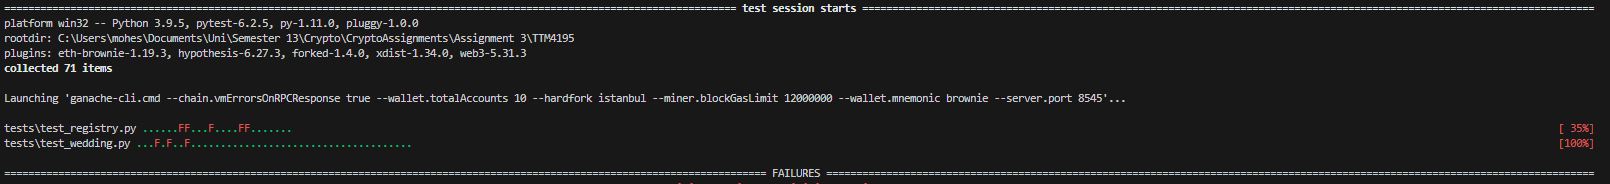 ============================== test session starts ==============================
platform win32 -- Python 3.9.5, pytest-6.2.5, py-1.11.0, pluggy-1.0.0
rootdir: C:\Users\mohes\Documents\Uni\Semester 13\Crypto\CryptoAssignments\Assignment 3\TTM4195
plugins: eth-brownie-1.19.3, hypothesis-6.27.3, forked-1.4.0, xdist-1.34.0, web3-5.31.3
collected 71 items
Launching 'ganache-cli.cmd --chain.vmErrorsOnRPCResponse true --wallet.totalAccounts 10 --hardfork istanbul --miner.blockGasLimit 12000000 --wallet.mnemonic brownie --server.port 8545'...
tests\test_registry.py ......FF...F....FF....... [ 35%]
tests\test_wedding.py ...F.F..F..................................... [100%]
============================== FAILURES ==============================